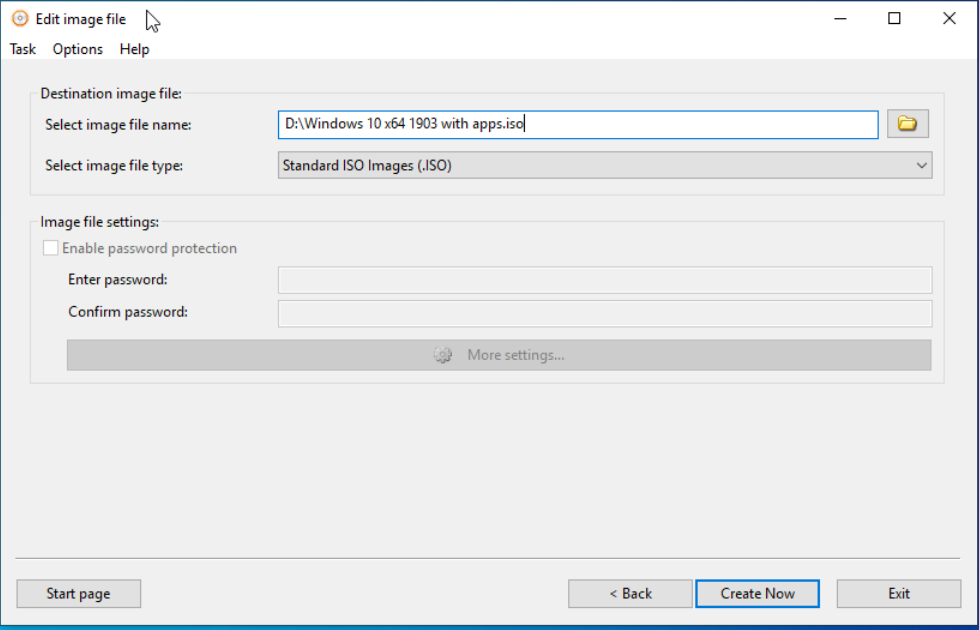 Edit image file
Task Options Help
Destination image file:
Select image file name: D:\Windows 10 x64 1903 with apps.iso
Select image file type: Standard ISO Images (.ISO)
Image file settings:
Enable password protection
Enter password:
Confirm password:
More settings...
Start page < Back Create Now Exit